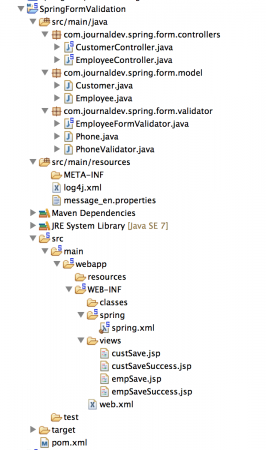 SpringFormValidation
src/main/java
com.journaldev.spring.form.controllers
CustomerController.java
EmployeeController.java
com.journaldev.spring.form.model
Customer.java
Employee.java
com.journaldev.spring.form.validator
EmployeeFormValidator.java
Phone.java
PhoneValidator.java
src/main/resources
META-INF
log4j.xml
message_en.properties
Maven Dependencies
JRE System Library [Java SE 7]
src
main
webapp
resources
WEB-INF
classes
spring
spring.xml
views
custSave.jsp
custSaveSuccess.jsp
empSave.jsp
empSaveSuccess.jsp
web.xml
test
target
pom.xml